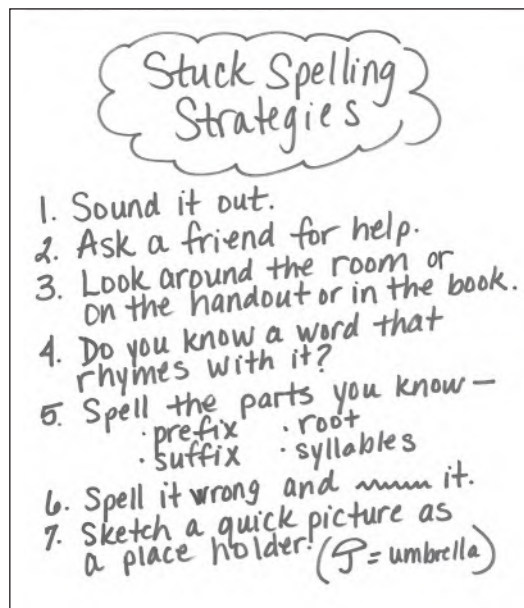 Stuck Spelling
Strategies
1. Sound it out.
2. Ask a friend for help.
3. Look around the room or
on the handout or in the book.
4. Do you know a word that
rhymes with it?
5. Spell the parts you know —
· prefix · root
· suffix · syllables
6. Spell it wrong and it.
7. Sketch a quick picture as
a place holder. ( = umbrella)